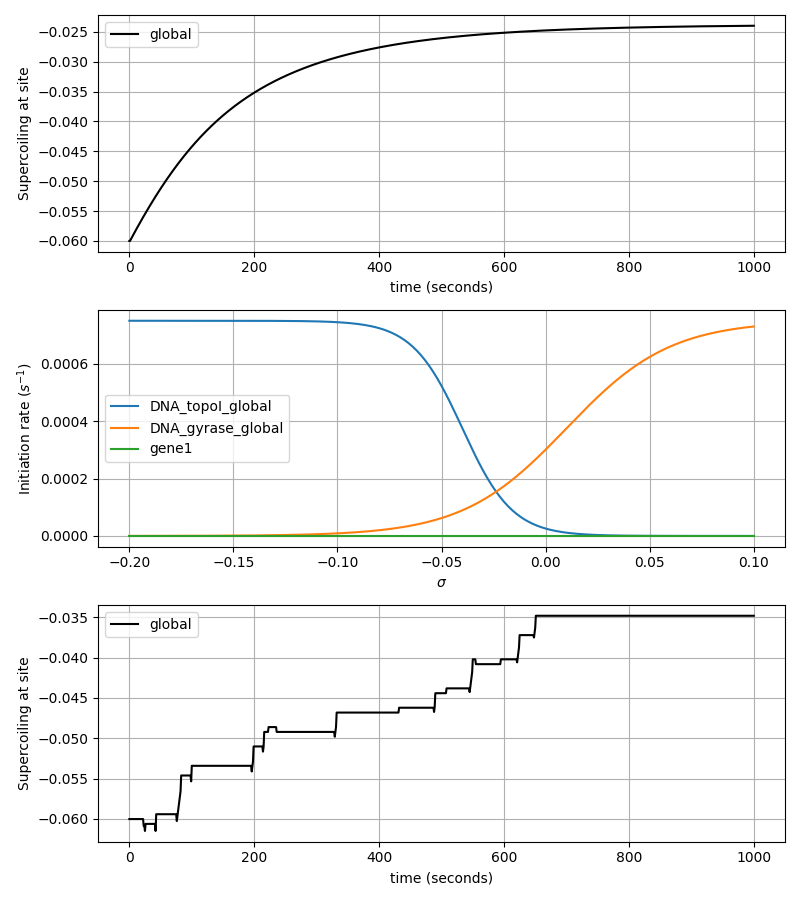 −0.025
−0.030
−0.035
−0.040
−0.045
−0.050
−0.055
−0.060
Supercoiling at site
global
0 200 400 600 800 1000
time (seconds)
0.0006
0.0004
0.0002
0.0000
Initiation rate (s⁻¹)
DNA_topoI_global
DNA_gyrase_global
gene1
−0.20 −0.15 −0.10 −0.05 0.00 0.05 0.10
σ
−0.035
−0.040
−0.045
−0.050
−0.055
−0.060
Supercoiling at site
global
0 200 400 600 800 1000
time (seconds)